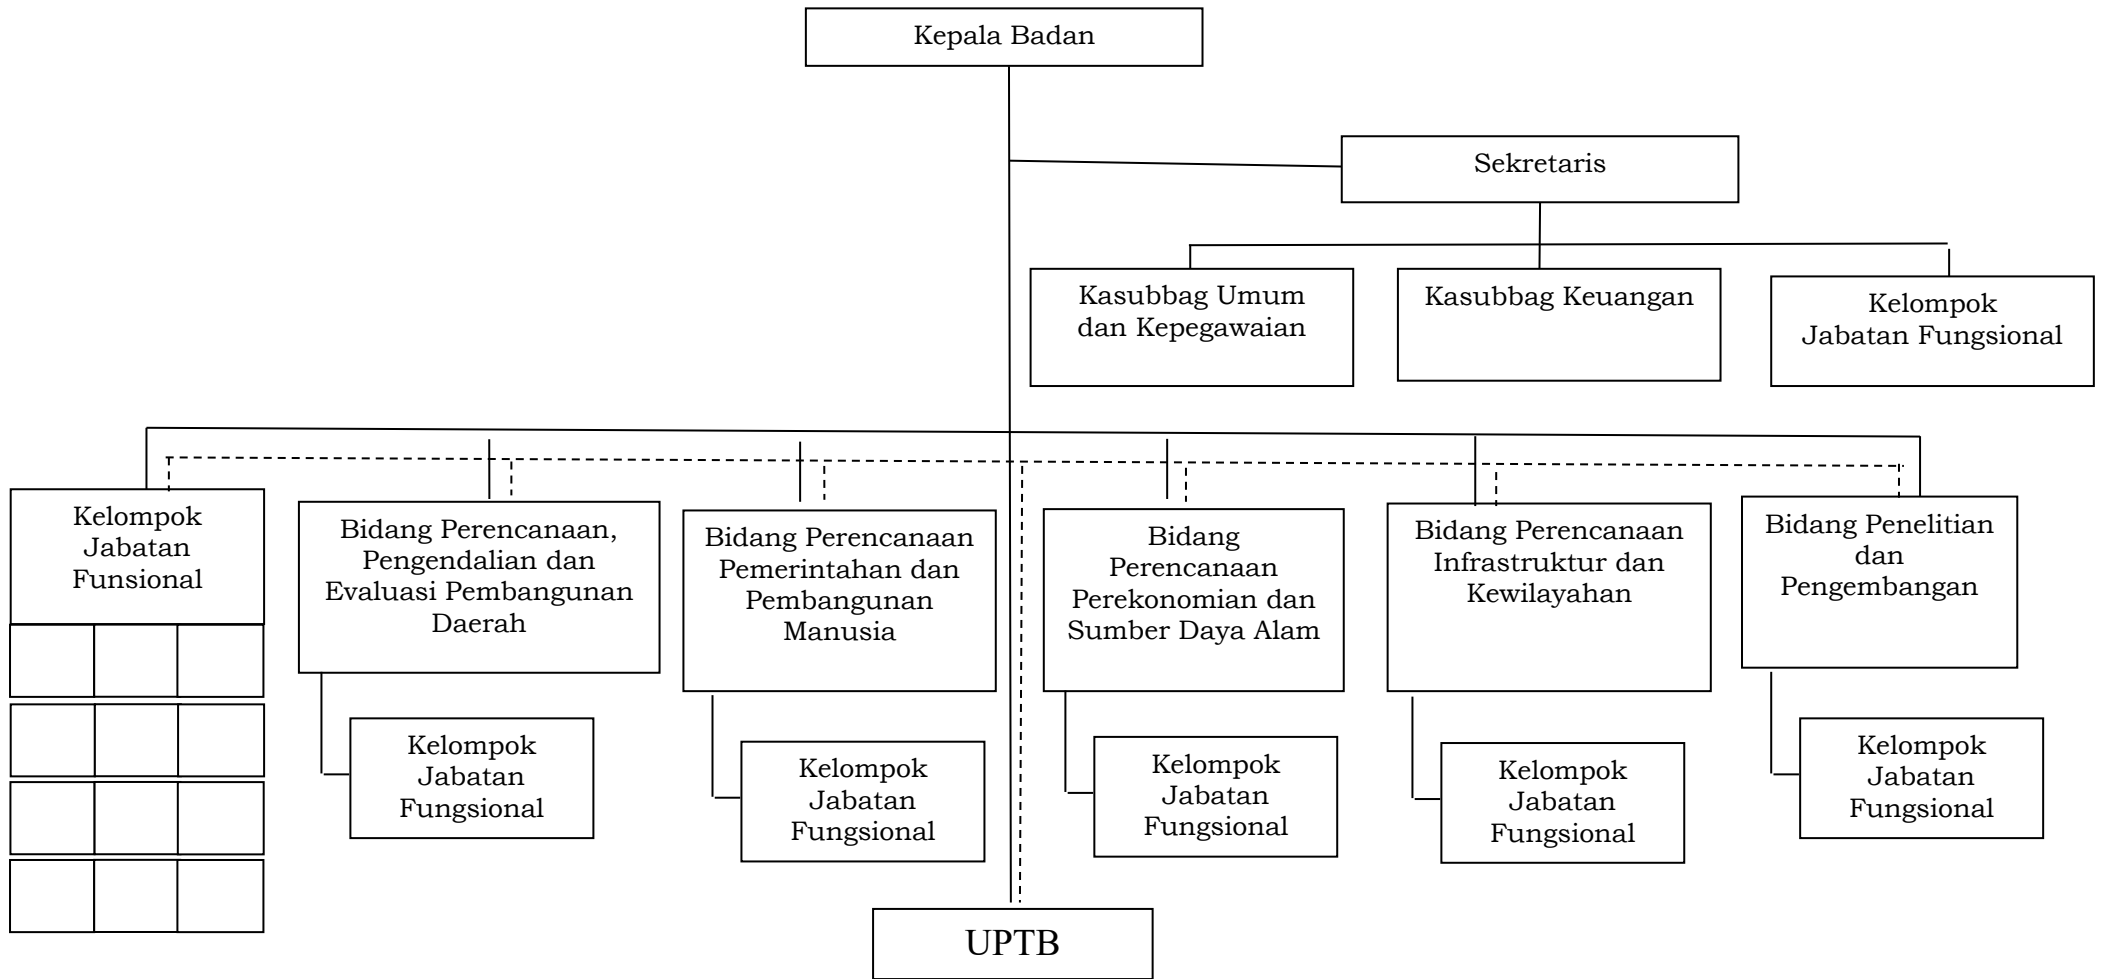 Kepala Badan
Sekretaris
Kasubbag Umum
dan Kepegawaian
Kasubbag Keuangan
Kelompok
Jabatan Fungsional
Kelompok
Jabatan
Funsional
Bidang Perencanaan,
Pengendalian dan
Evaluasi Pembangunan
Daerah
Bidang Perencanaan
Pemerintahan dan
Pembangunan
Manusia
Bidang
Perencanaan
Perekonomian dan
Sumber Daya Alam
Bidang Perencanaan
Infrastruktur dan
Kewilayahan
Bidang Penelitian
dan
Pengembangan
Kelompok
Jabatan
Fungsional
Kelompok
Jabatan
Fungsional
Kelompok
Jabatan
Fungsional
Kelompok
Jabatan
Fungsional
Kelompok
Jabatan
Fungsional
UPTB